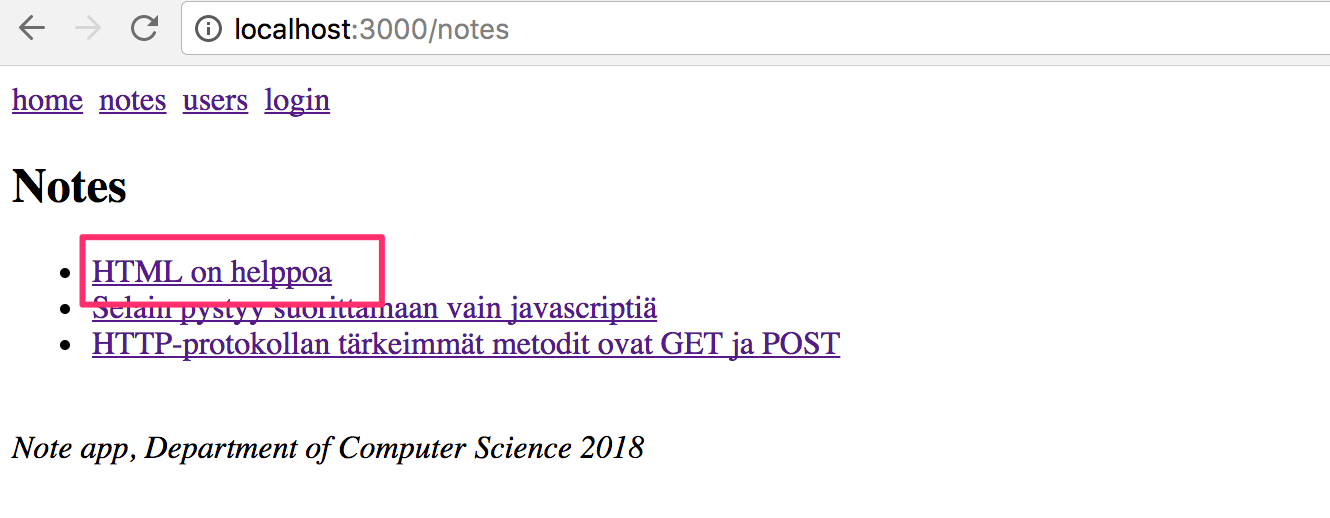 localhost:3000/notes
home notes users login
Notes
HTML on helppoa
Selain pystyy suorittamaan vain javascriptiä
HTTP-protokollan tärkeimmät metodit ovat GET ja POST
Note app, Department of Computer Science 2018